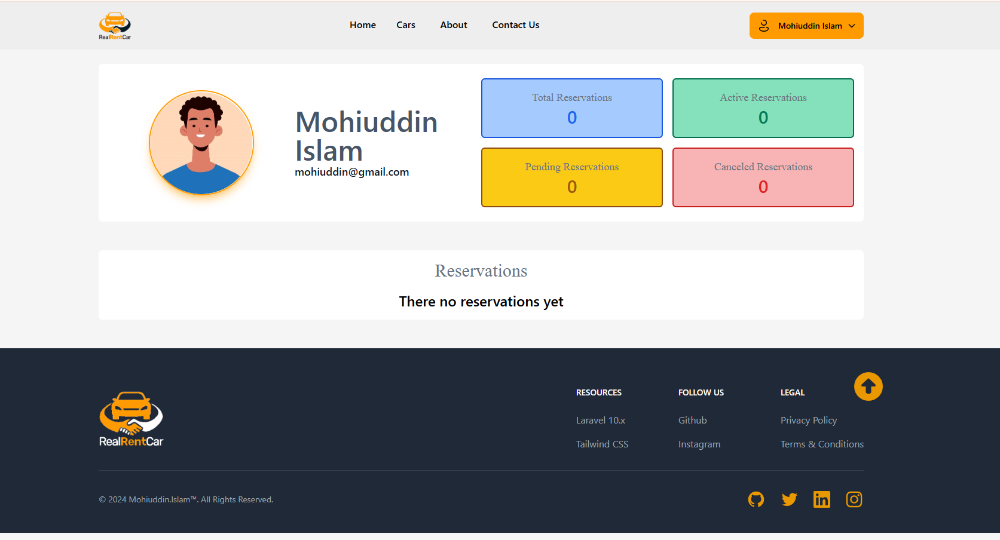 RealRentCar
Home
Cars
About
Contact Us
Mohiuddin Islam
Mohiuddin
Islam
mohiuddin@gmail.com
Total Reservations
0
Active Reservations
0
Pending Reservations
0
Canceled Reservations
0
Reservations
There no reservations yet
RealRentCar
RESOURCES
Laravel 10.x
Tailwind CSS
FOLLOW US
Github
Instagram
LEGAL
Privacy Policy
Terms & Conditions
© 2024 Mohiuddin.Islam™. All Rights Reserved.
in